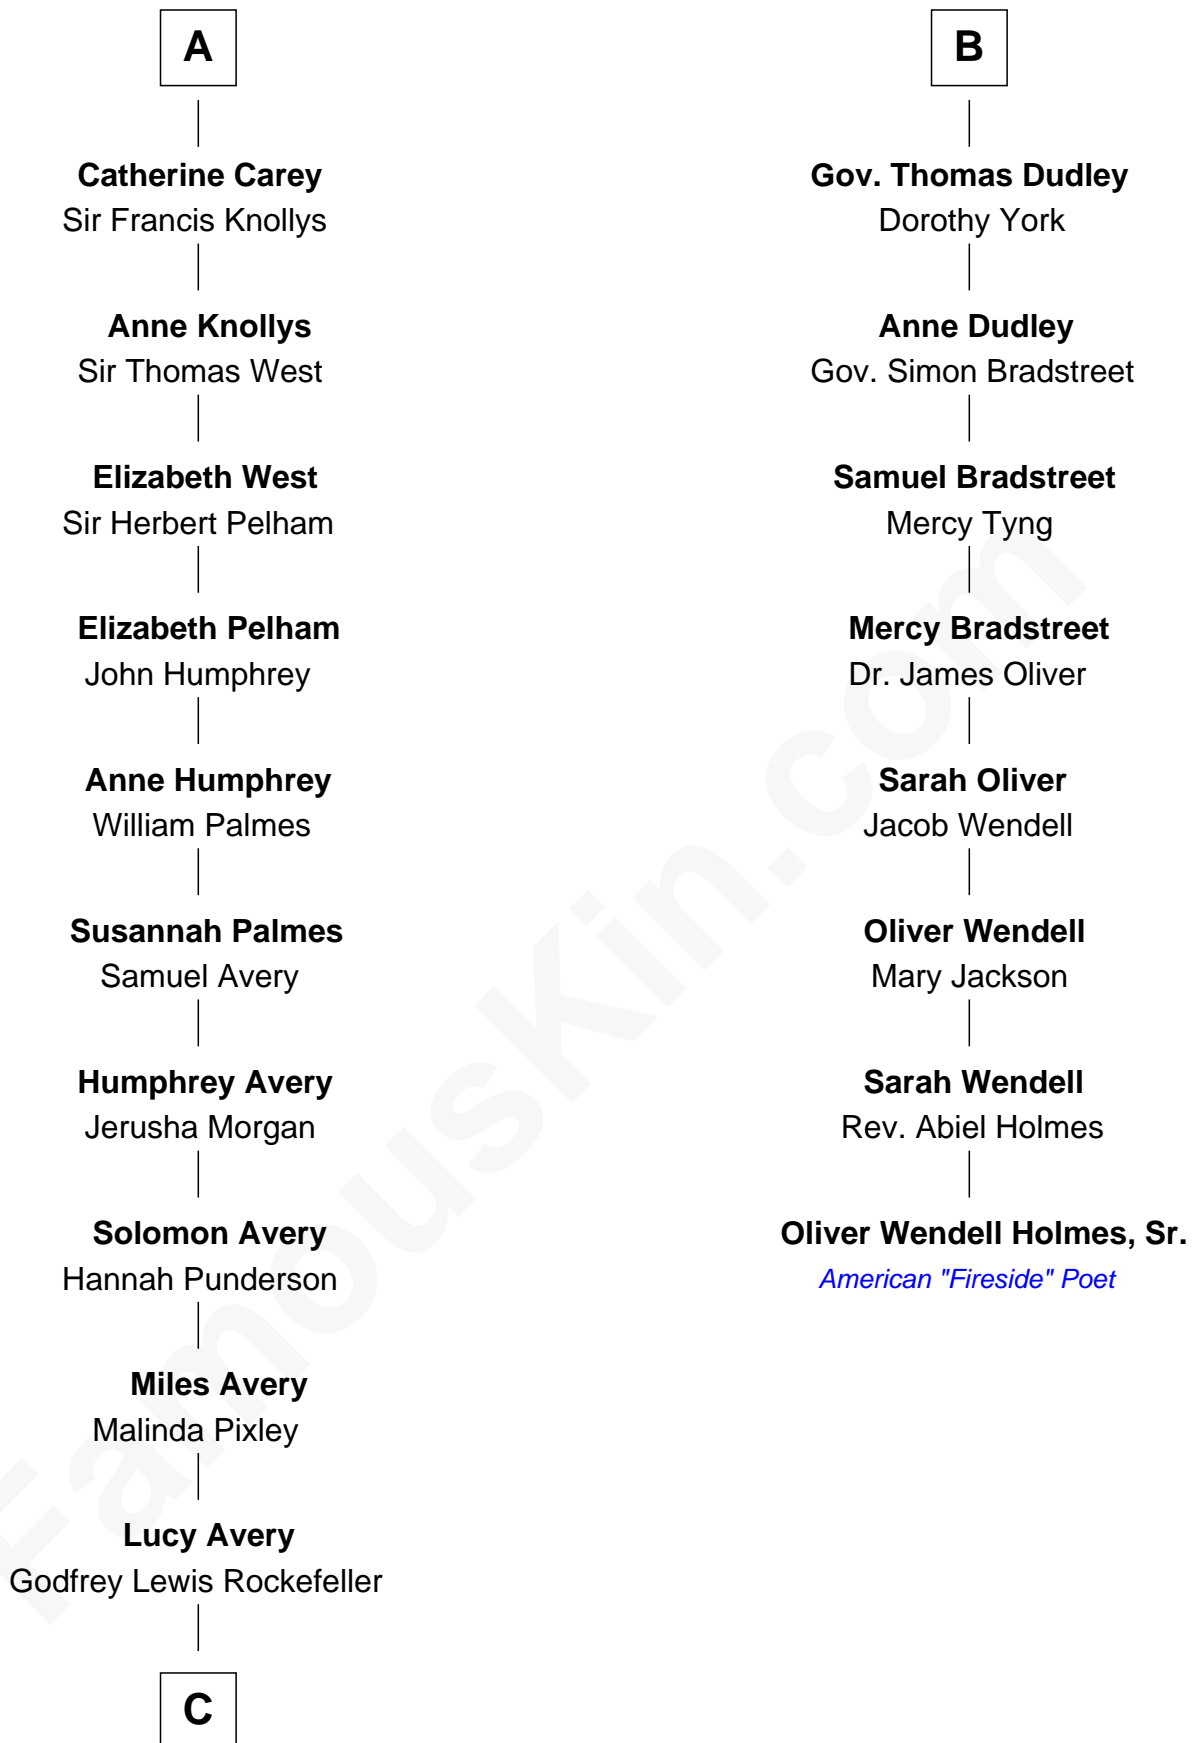 A
Catherine Carey
Sir Francis Knollys
Anne Knollys
Sir Thomas West
Elizabeth West
Sir Herbert Pelham
Elizabeth Pelham
John Humphrey
Anne Humphrey
William Palmes
Susannah Palmes
Samuel Avery
Humphrey Avery
Jerusha Morgan
Solomon Avery
Hannah Punderson
Miles Avery
Malinda Pixley
Lucy Avery
Godfrey Lewis Rockefeller
C
B
Gov. Thomas Dudley
Dorothy York
Anne Dudley
Gov. Simon Bradstreet
Samuel Bradstreet
Mercy Tyng
Mercy Bradstreet
Dr. James Oliver
Sarah Oliver
Jacob Wendell
Oliver Wendell
Mary Jackson
Sarah Wendell
Rev. Abiel Holmes
Oliver Wendell Holmes, Sr.
American "Fireside" Poet
FamousKin.com